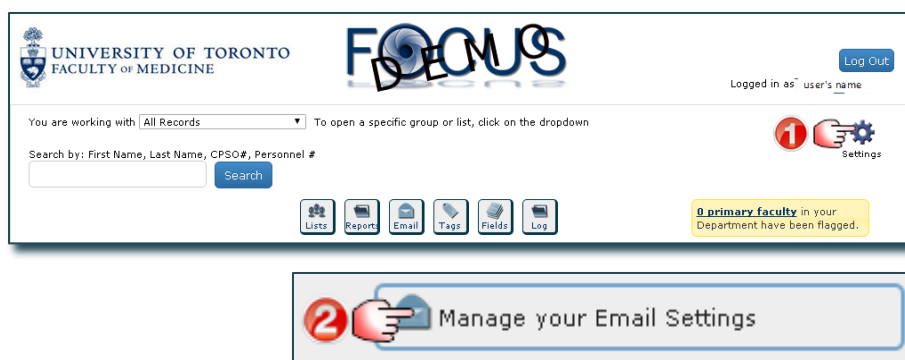 UNIVERSITY OF TORONTO
FACULTY OF MEDICINE
FOCUS
DEMO
Log Out
Logged in as user's name
You are working with All Records To open a specific group or list, click on the dropdown
1
Settings
Search by: First Name, Last Name, CPSO#, Personnel #
Search
Lists Reports Email Tags Fields Log
0 primary faculty in your
Department have been flagged.
2 Manage your Email Settings